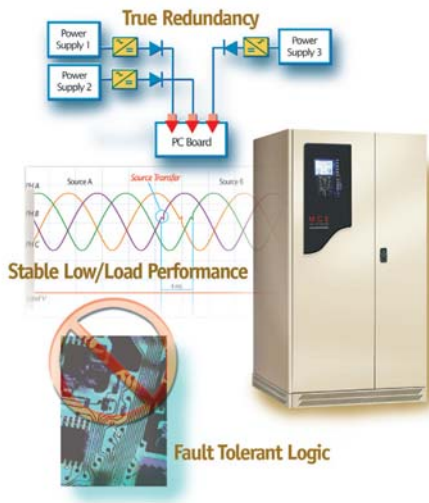 True Redundancy
Power
Supply 1
Power
Supply 2
Power
Supply 3
PC Board
Source A
Source Transfer
PH A
PH B
PH C
MGE
Stable Low/Load Performance
Fault Tolerant Logic